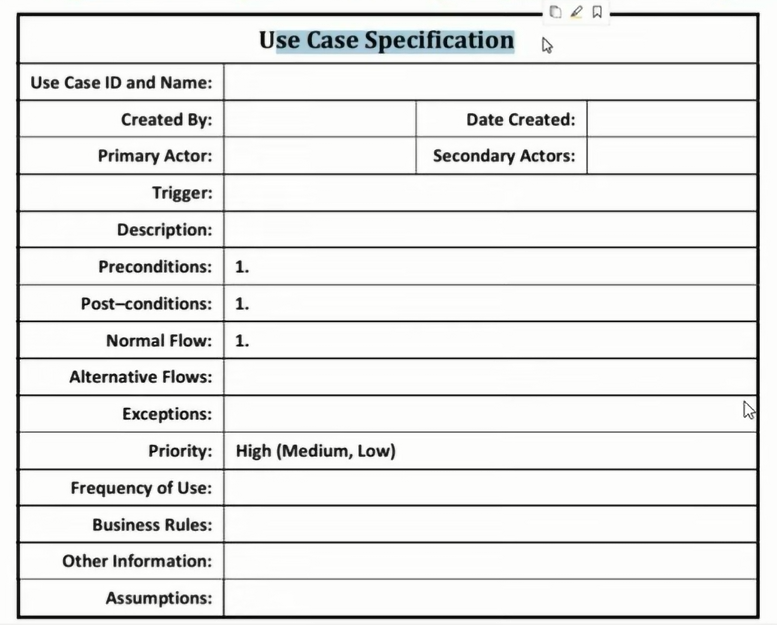 Use Case Specification
Use Case ID and Name:
Created By: Date Created:
Primary Actor: Secondary Actors:
Trigger:
Description:
Preconditions: 1.
Post–conditions: 1.
Normal Flow: 1.
Alternative Flows:
Exceptions:
Priority: High (Medium, Low)
Frequency of Use:
Business Rules:
Other Information:
Assumptions: